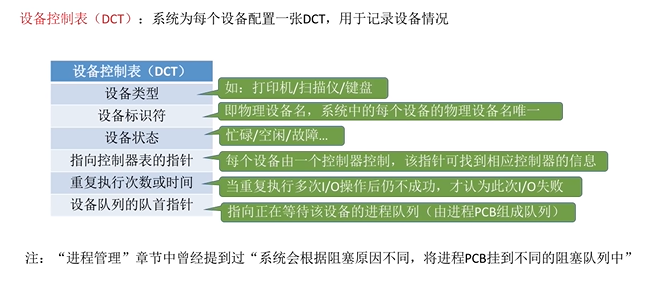 设备控制表（DCT）：系统为每个设备配置一张DCT，用于记录设备情况
设备控制表（DCT）
设备类型
如：打印机/扫描仪/键盘
设备标识符
即物理设备名，系统中的每个设备的物理设备名唯一
设备状态
忙碌/空闲/故障...
指向控制器表的指针
每个设备由一个控制器控制，该指针可找到相应控制器的信息
重复执行次数或时间
当重复执行多次I/O操作后仍不成功，才认为此次I/O失败
设备队列的队首指针
指向正在等待该设备的进程队列（由进程PCB组成队列）
注：“进程管理”章节中曾经提到过“系统会根据阻塞原因不同，将进程PCB挂到不同的阻塞队列中”